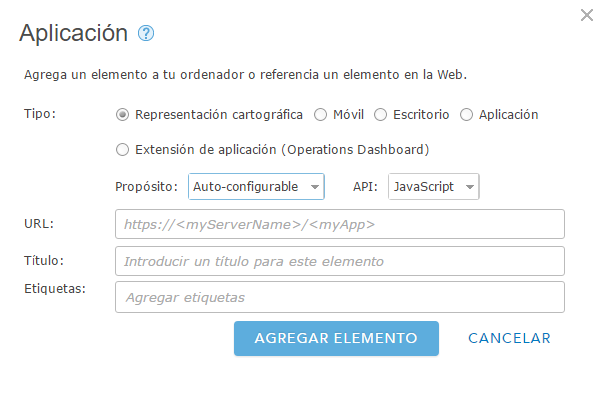 Aplicación ?
Agrega un elemento a tu ordenador o referencia un elemento en la Web.
Tipo: Representación cartográfica Móvil Escritorio Aplicación
Extensión de aplicación (Operations Dashboard)
Propósito: Auto-configurable API: JavaScript
URL: https://<myServerName>/<myApp>
Título: Introducir un título para este elemento
Etiquetas: Agregar etiquetas
AGREGAR ELEMENTO CANCELAR